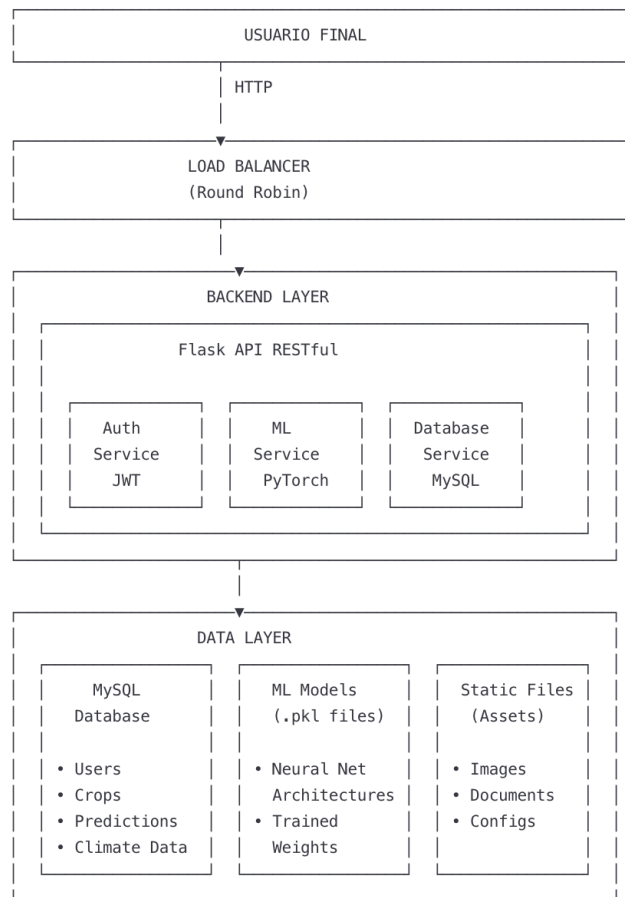 USUARIO FINAL
HTTP
LOAD BALANCER
(Round Robin)
BACKEND LAYER
Flask API RESTful
Auth
Service
JWT
ML
Service
PyTorch
Database
Service
MySQL
DATA LAYER
MySQL
Database
• Users
• Crops
• Predictions
• Climate Data
ML Models
(.pkl files)
• Neural Net
Architectures
• Trained
Weights
Static Files
(Assets)
• Images
• Documents
• Configs